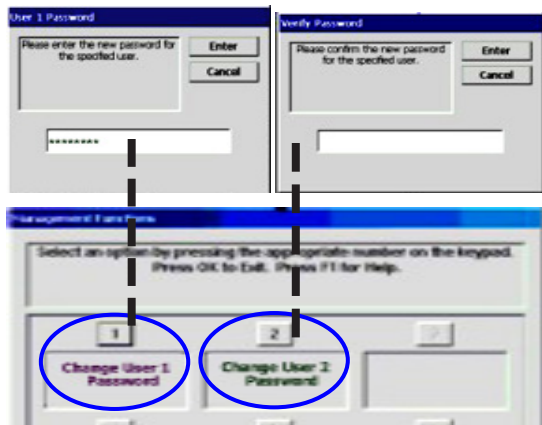 User 1 Password
Please enter the new password for
the specified user.
Enter
Cancel
********
Verify Password
Please confirm the new password
for the specified user.
Enter
Cancel
Management Functions
Select an option by pressing the appropriate number on the keypad.
Press OK to Exit. Press F1 for Help.
1
2
Change User 1
Password
Change User 2
Password